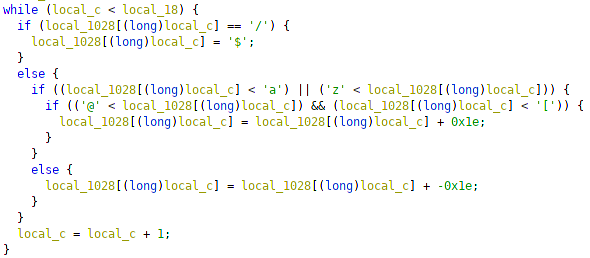 while (local_c < local_18) {
  if (local_1028[(long)local_c] == '/') {
    local_1028[(long)local_c] = '$';
  }
  else {
    if ((local_1028[(long)local_c] < 'a') || ('z' < local_1028[(long)local_c])) {
      if (('@' < local_1028[(long)local_c]) && (local_1028[(long)local_c] < '[')) {
        local_1028[(long)local_c] = local_1028[(long)local_c] + 0x1e;
      }
    }
    else {
      local_1028[(long)local_c] = local_1028[(long)local_c] + -0x1e;
    }
  }
  local_c = local_c + 1;
}